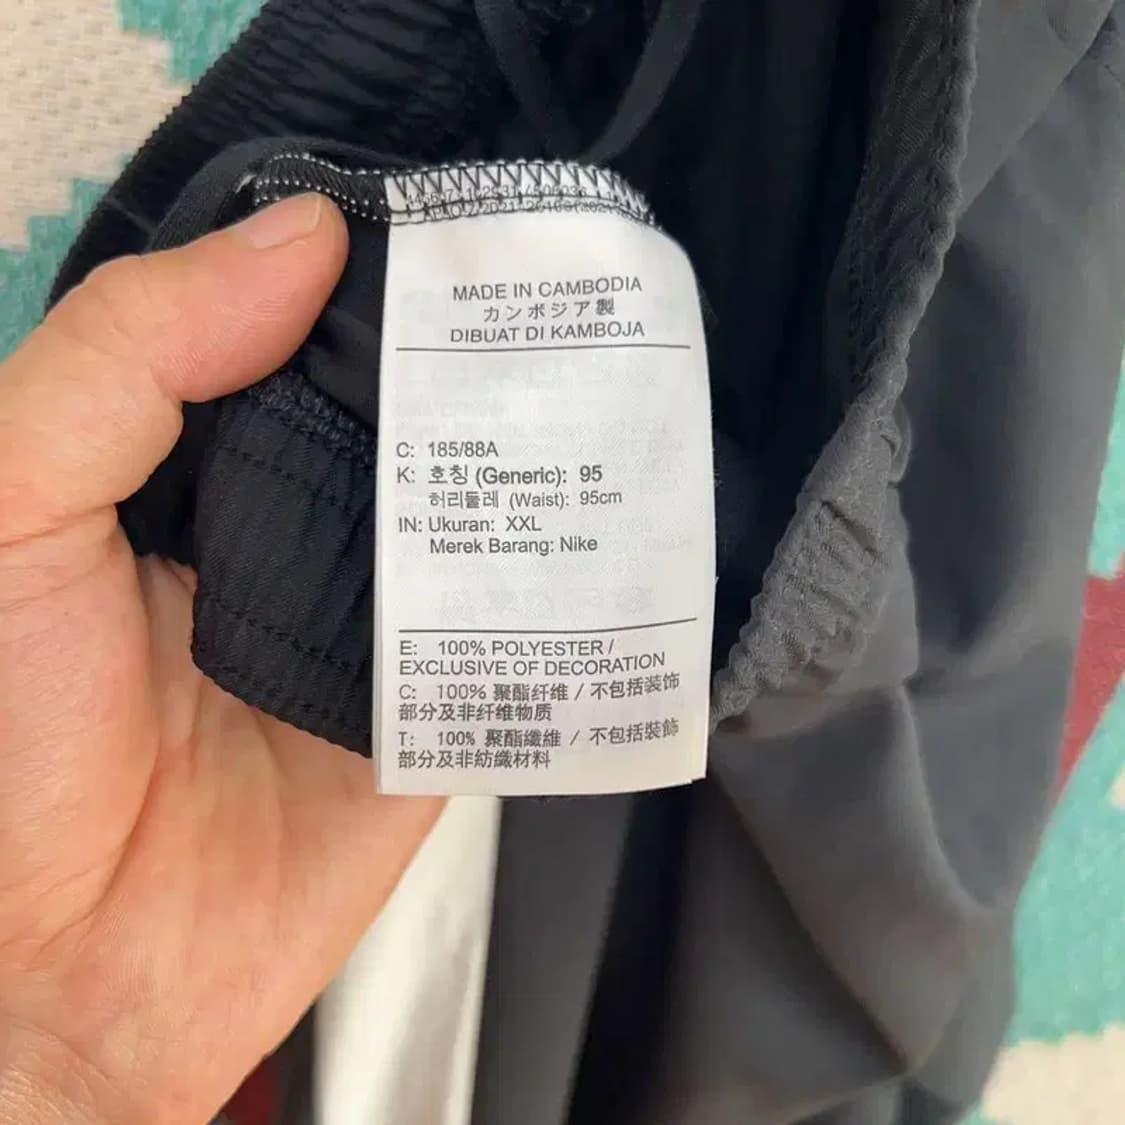 MADE IN CAMBODIA
カンボジア製
DIBUAT DI KAMBOJA
C: 185/88A
K: 호칭 (Generic): 95
허리둘레 (Waist): 95cm
IN: Ukuran: XXL
Merek Barang: Nike
E: 100% POLYESTER /
EXCLUSIVE OF DECORATION
C: 100% 聚酯纤维 / 不包括装饰
部分及非纤维物质
T: 100% 聚酯纖維 / 不包括裝飾
部分及非紡織材料